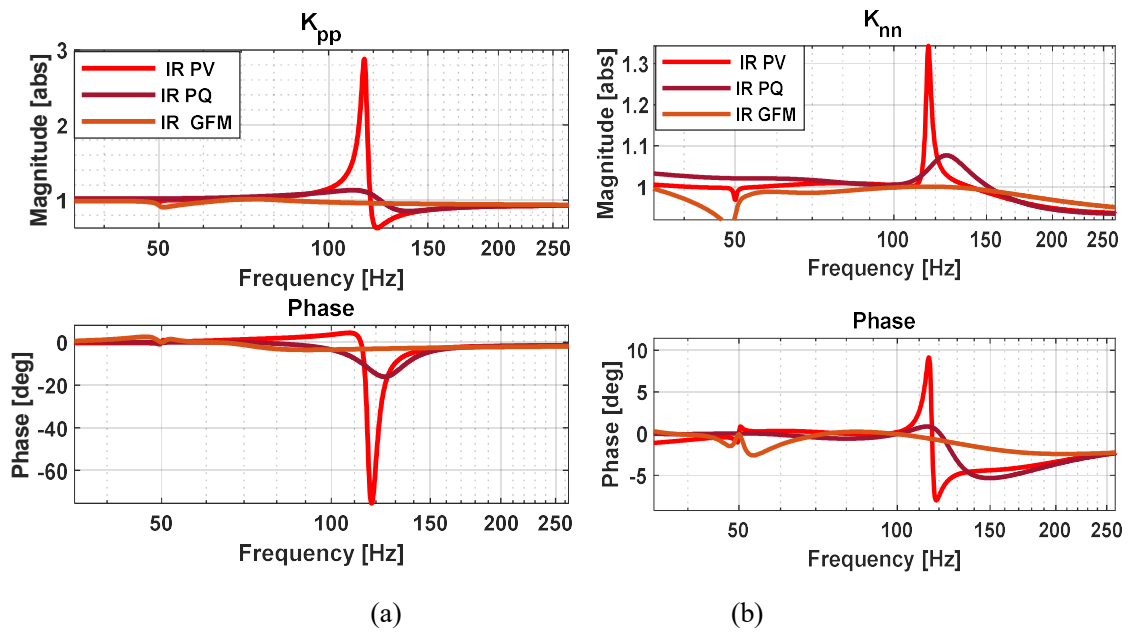 K_pp
Magnitude [abs]
3
2
1
IR PV
IR PQ
IR GFM
50
100
150
200
250
Frequency [Hz]
Phase
Phase [deg]
0
-20
-40
-60
50
100
150
200
250
Frequency [Hz]
(a)
K_nn
Magnitude [abs]
1.3
1.2
1.1
1
IR PV
IR PQ
IR GFM
50
100
150
200
250
Frequency [Hz]
Phase
Phase [deg]
10
5
0
-5
50
100
150
200
250
Frequency [Hz]
(b)